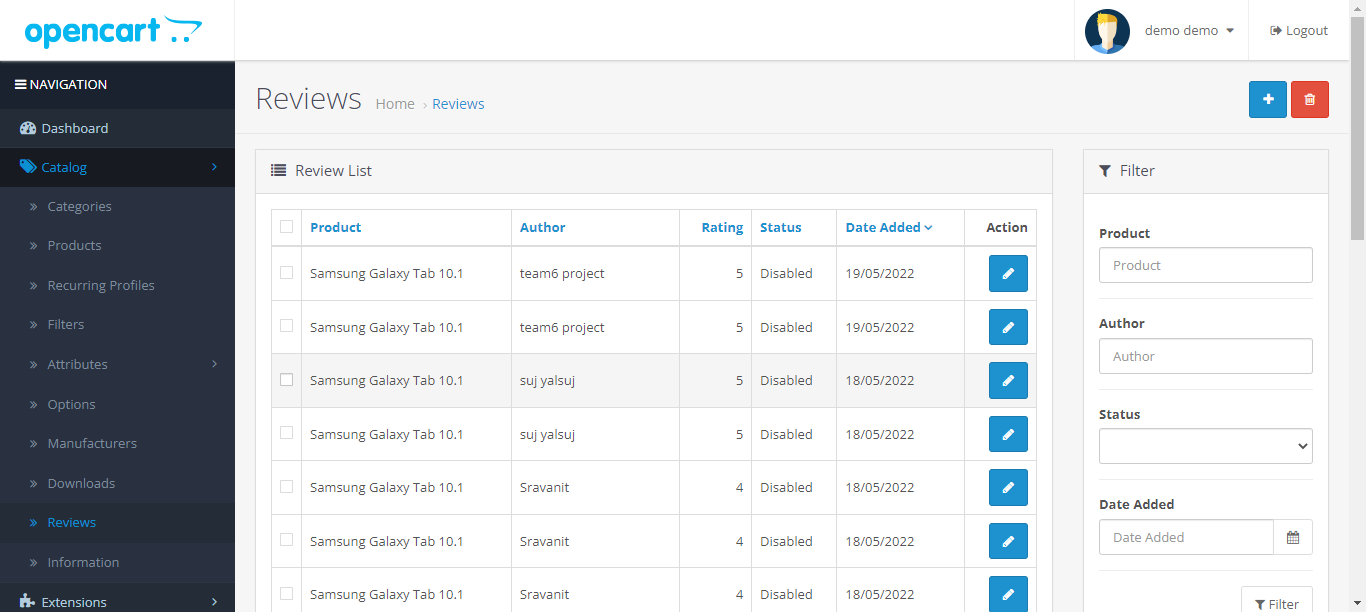 opencart
demo demo
Logout
NAVIGATION
Dashboard
Catalog
Categories
Products
Recurring Profiles
Filters
Attributes
Options
Manufacturers
Downloads
Reviews
Information
Extensions
Reviews Home › Reviews
Review List
Product Author Rating Status Date Added Action
Samsung Galaxy Tab 10.1 team6 project 5 Disabled 19/05/2022
Samsung Galaxy Tab 10.1 team6 project 5 Disabled 19/05/2022
Samsung Galaxy Tab 10.1 suj yalsuj 5 Disabled 18/05/2022
Samsung Galaxy Tab 10.1 suj yalsuj 5 Disabled 18/05/2022
Samsung Galaxy Tab 10.1 Sravanit 4 Disabled 18/05/2022
Samsung Galaxy Tab 10.1 Sravanit 4 Disabled 18/05/2022
Samsung Galaxy Tab 10.1 Sravanit 4 Disabled 18/05/2022
Filter
Product
Product
Author
Author
Status
Date Added
Date Added
Filter